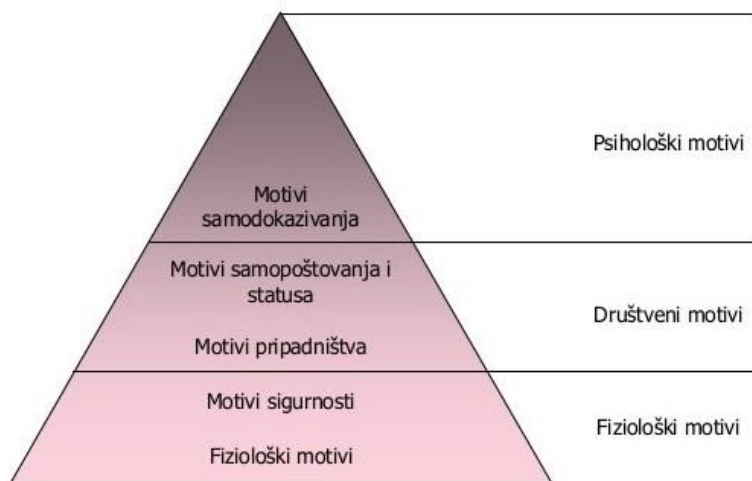 Psihološki motivi
Motivi
samodokazivanja
Motivi samopoštovanja i
statusa
Društveni motivi
Motivi pripadništva
Motivi sigurnosti
Fiziološki motivi
Fiziološki motivi